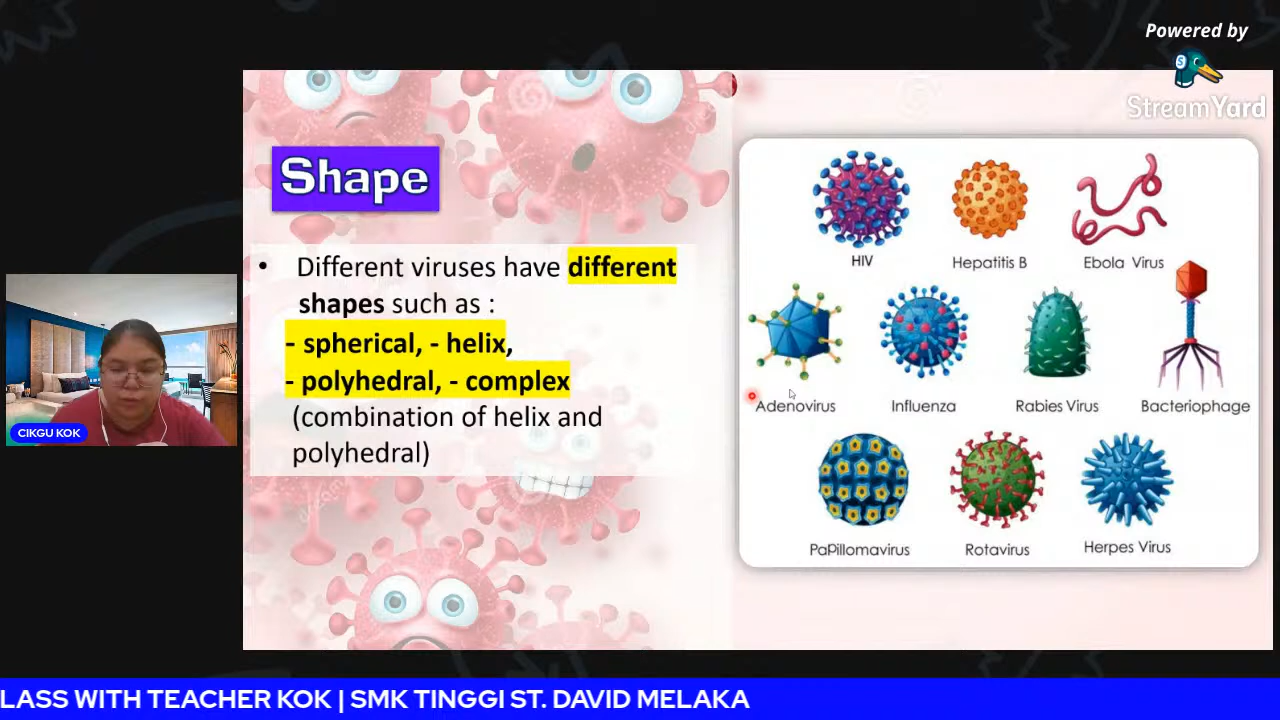 Powered by
StreamYard
Shape
• Different viruses have different
shapes such as :
- spherical, - helix,
- polyhedral, - complex
(combination of helix and
polyhedral)
HIV
Hepatitis B
Ebola Virus
Adenovirus
Influenza
Rabies Virus
Bacteriophage
Papillomavirus
Rotavirus
Herpes Virus
CIKGU KOK
LASS WITH TEACHER KOK | SMK TINGGI ST. DAVID MELAKA